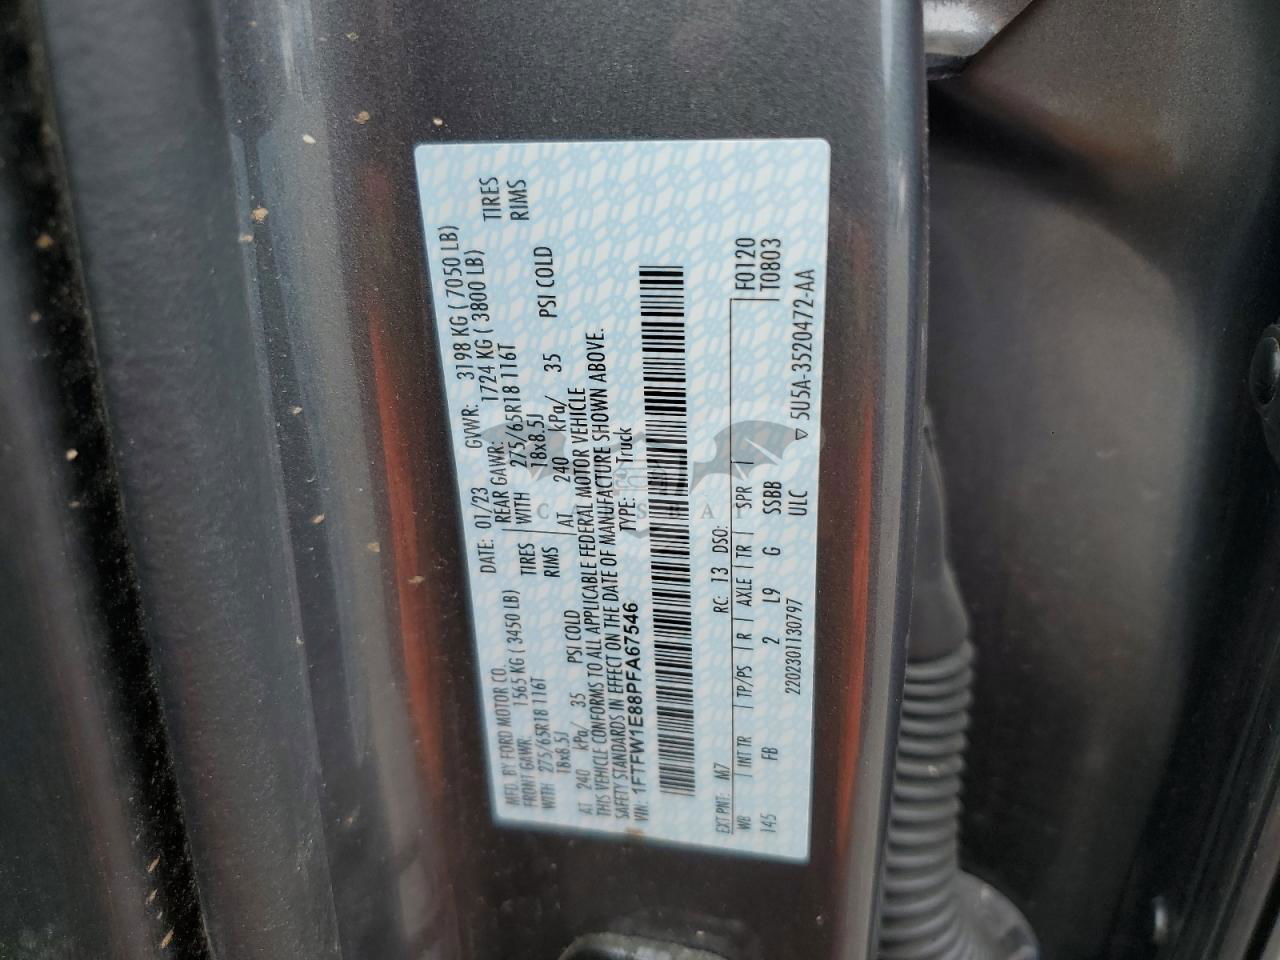 MFD. BY FORD MOTOR CO.
DATE: 01/23 GVWR: 3198 KG ( 7050 LB)
FRONT GAWR: 1565 KG ( 3450 LB) REAR GAWR: 1724 KG ( 3800 LB)
WITH 275/65R18 116T TIRES WITH 275/65R18 116T TIRES
18x8.5J RIMS 18x8.5J RIMS
AT 240 kPa/ 35 PSI COLD AT 240 kPa/ 35 PSI COLD
THIS VEHICLE CONFORMS TO ALL APPLICABLE FEDERAL MOTOR VEHICLE
SAFETY STANDARDS IN EFFECT ON THE DATE OF MANUFACTURE SHOWN ABOVE.
VIN: 1FTFW1E88PFA67546 TYPE: Truck
EXT PNT: M7 RC: 13 DSO: F0120
WB INT TR TP/PS R AXLE TR SPR T0803
145 FB 2 L9 G SSBB
2202301130797 ULC 5U5A-3520472-AA